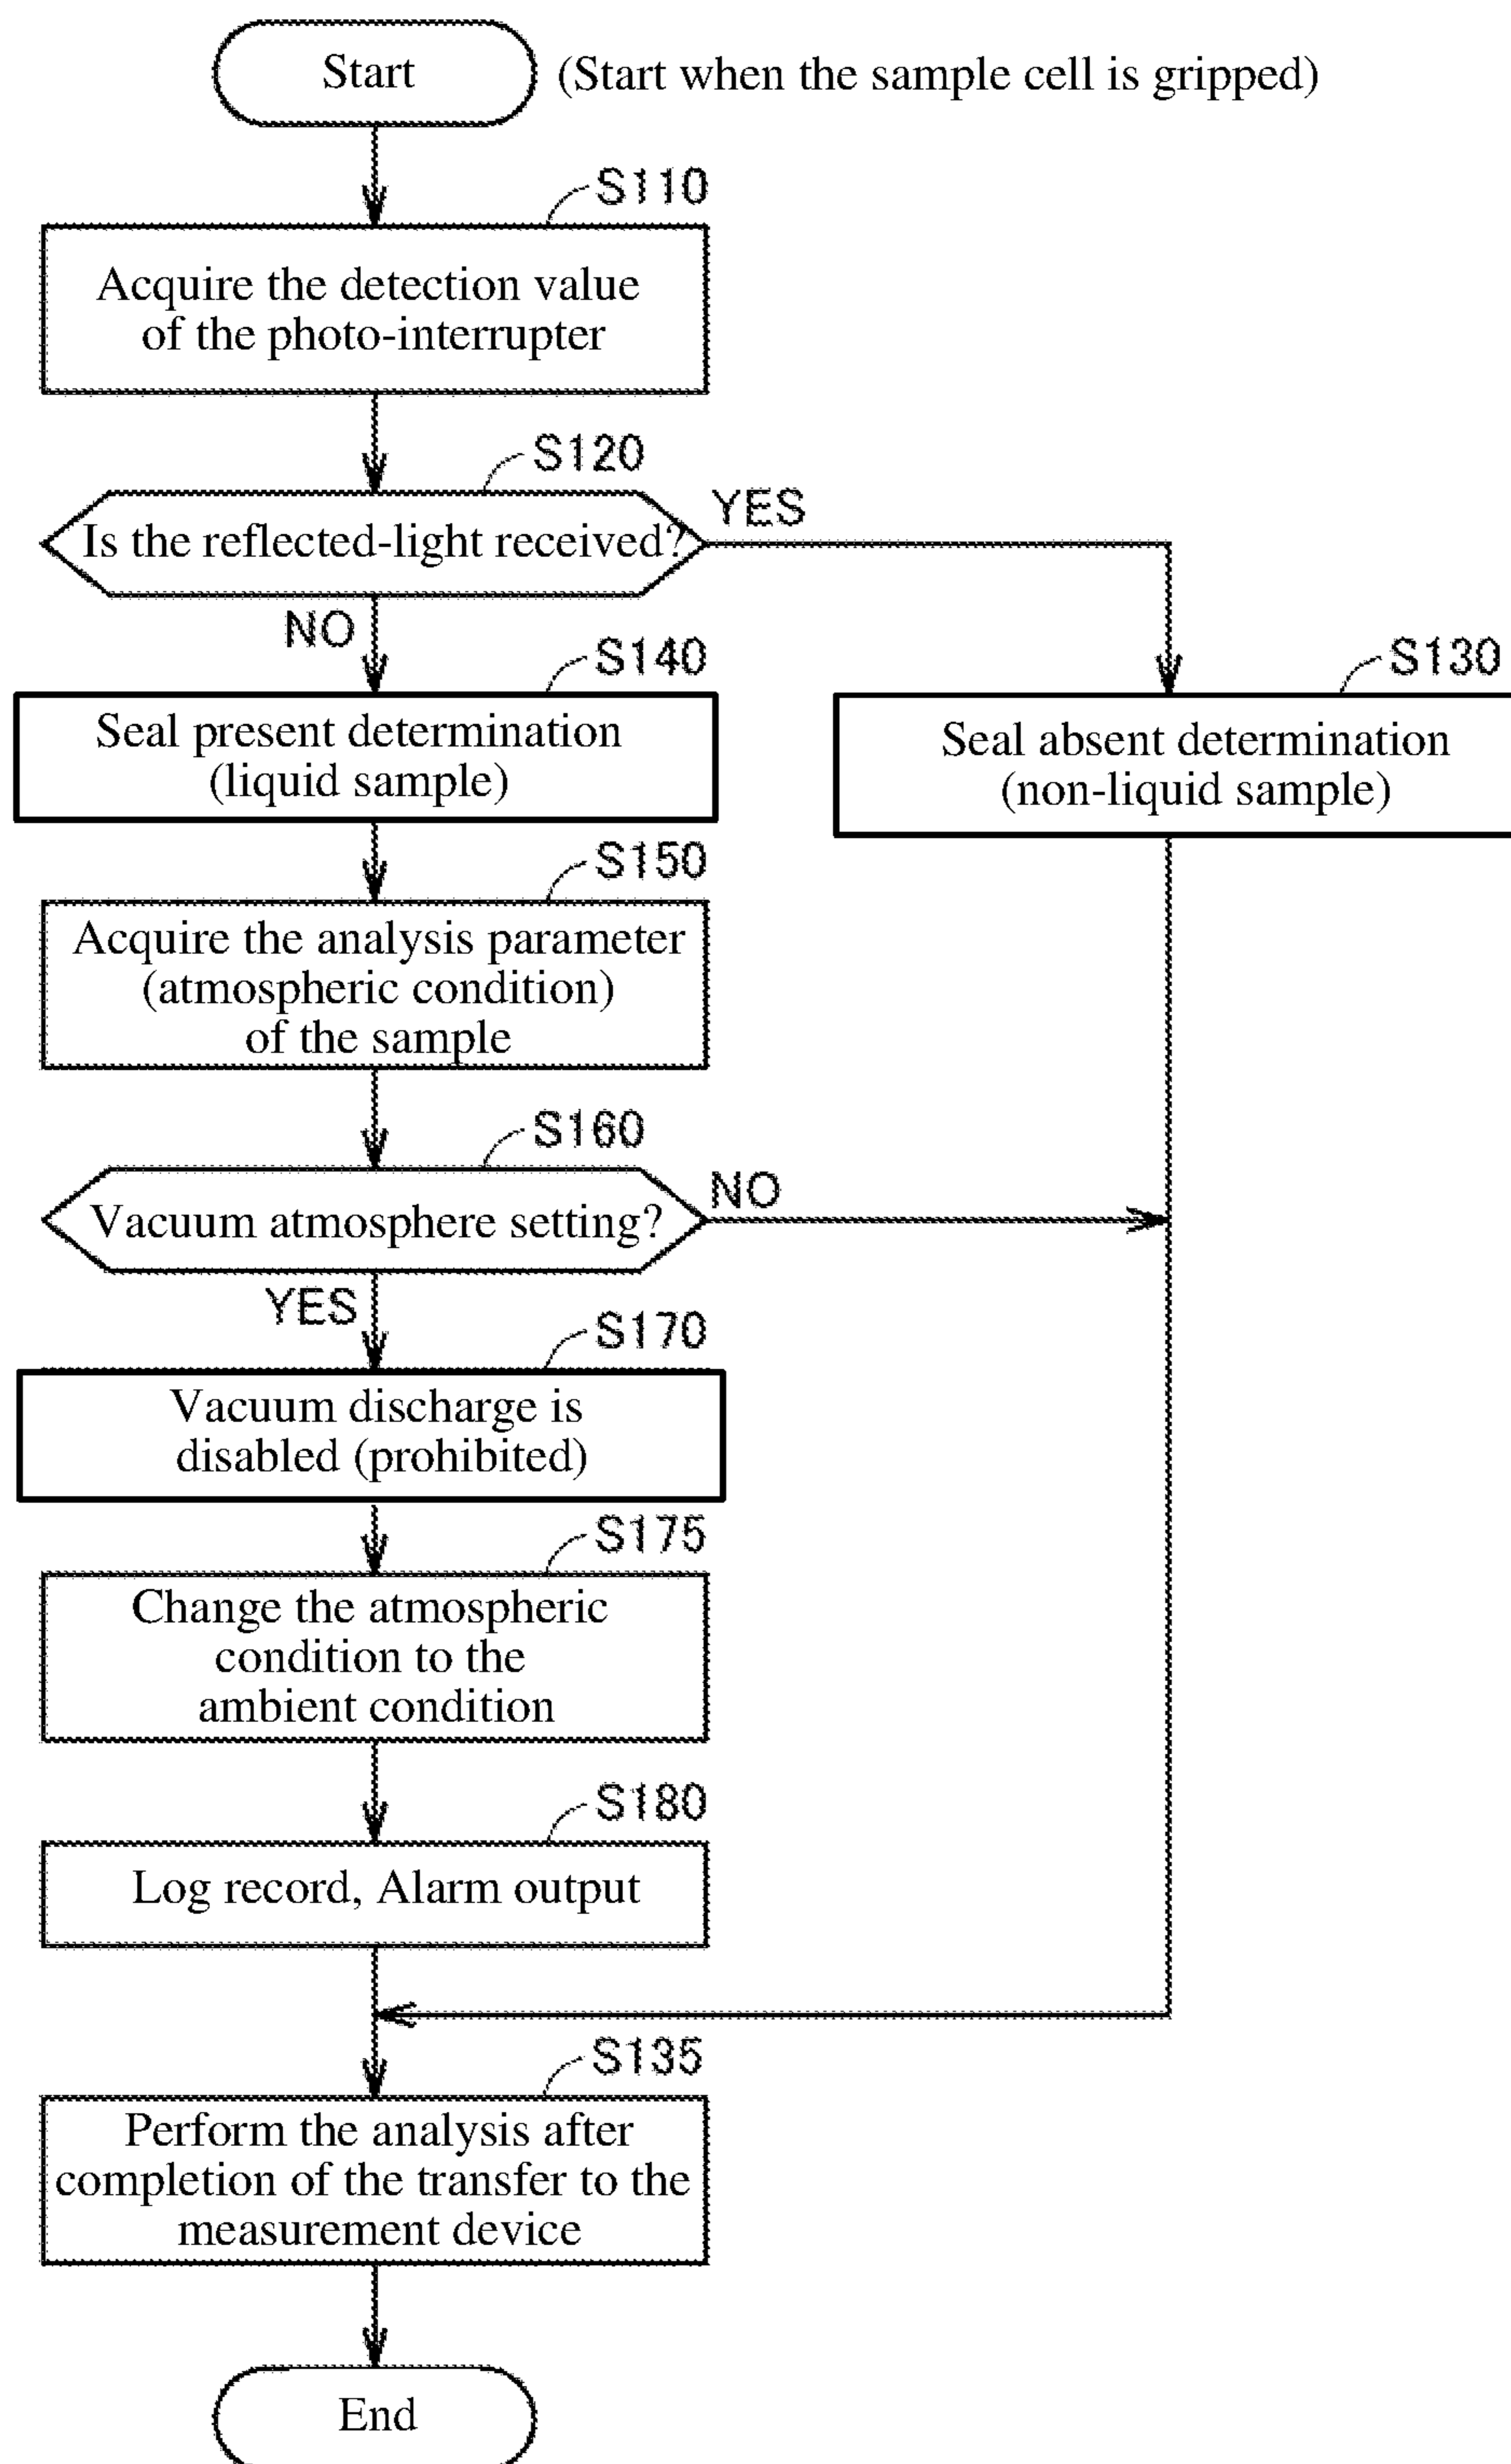 Start
(Start when the sample cell is gripped)
S110
Acquire the detection value
of the photo-interrupter
S120
Is the reflected-light received?
YES
NO
S140
Seal present determination
(liquid sample)
S130
Seal absent determination
(non-liquid sample)
S150
Acquire the analysis parameter
(atmospheric condition)
of the sample
S160
Vacuum atmosphere setting?
NO
YES
S170
Vacuum discharge is
disabled (prohibited)
S175
Change the atmospheric
condition to the
ambient condition
S180
Log record, Alarm output
S135
Perform the analysis after
completion of the transfer to the
measurement device
End